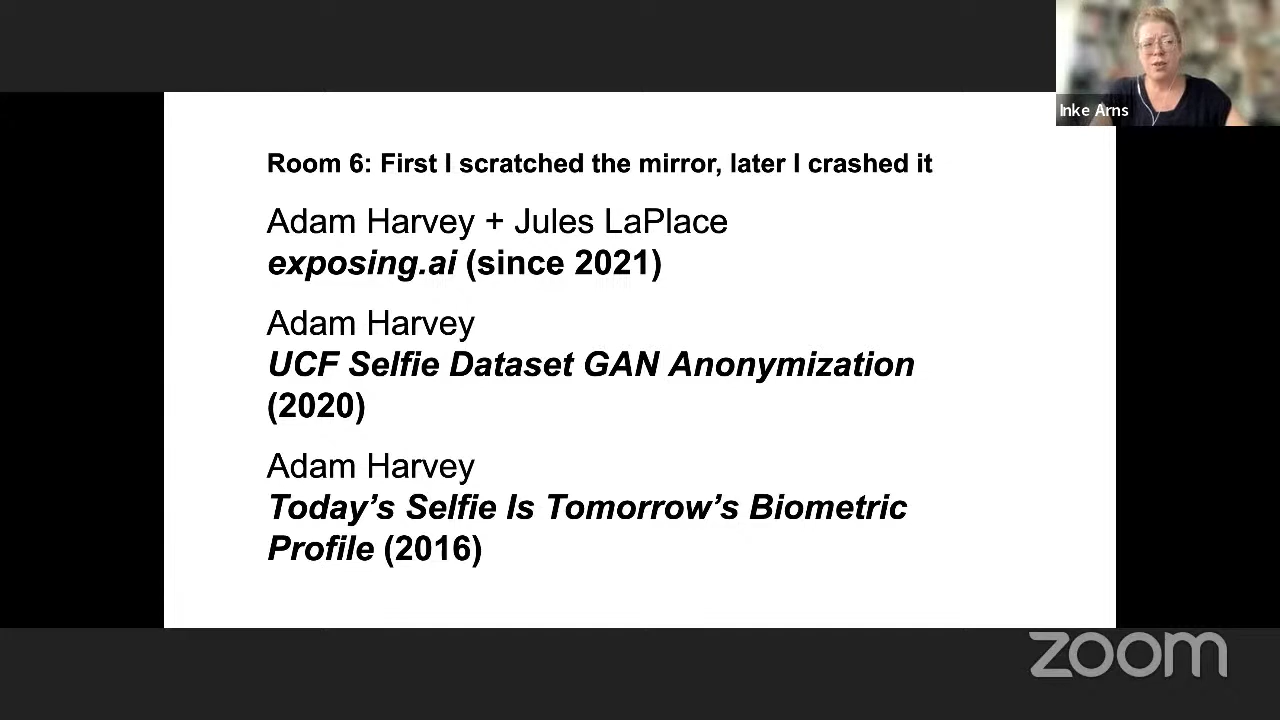 Inke Arns
Room 6: First I scratched the mirror, later I crashed it
Adam Harvey + Jules LaPlace
exposing.ai (since 2021)
Adam Harvey
UCF Selfie Dataset GAN Anonymization
(2020)
Adam Harvey
Today’s Selfie Is Tomorrow’s Biometric
Profile (2016)
zoom